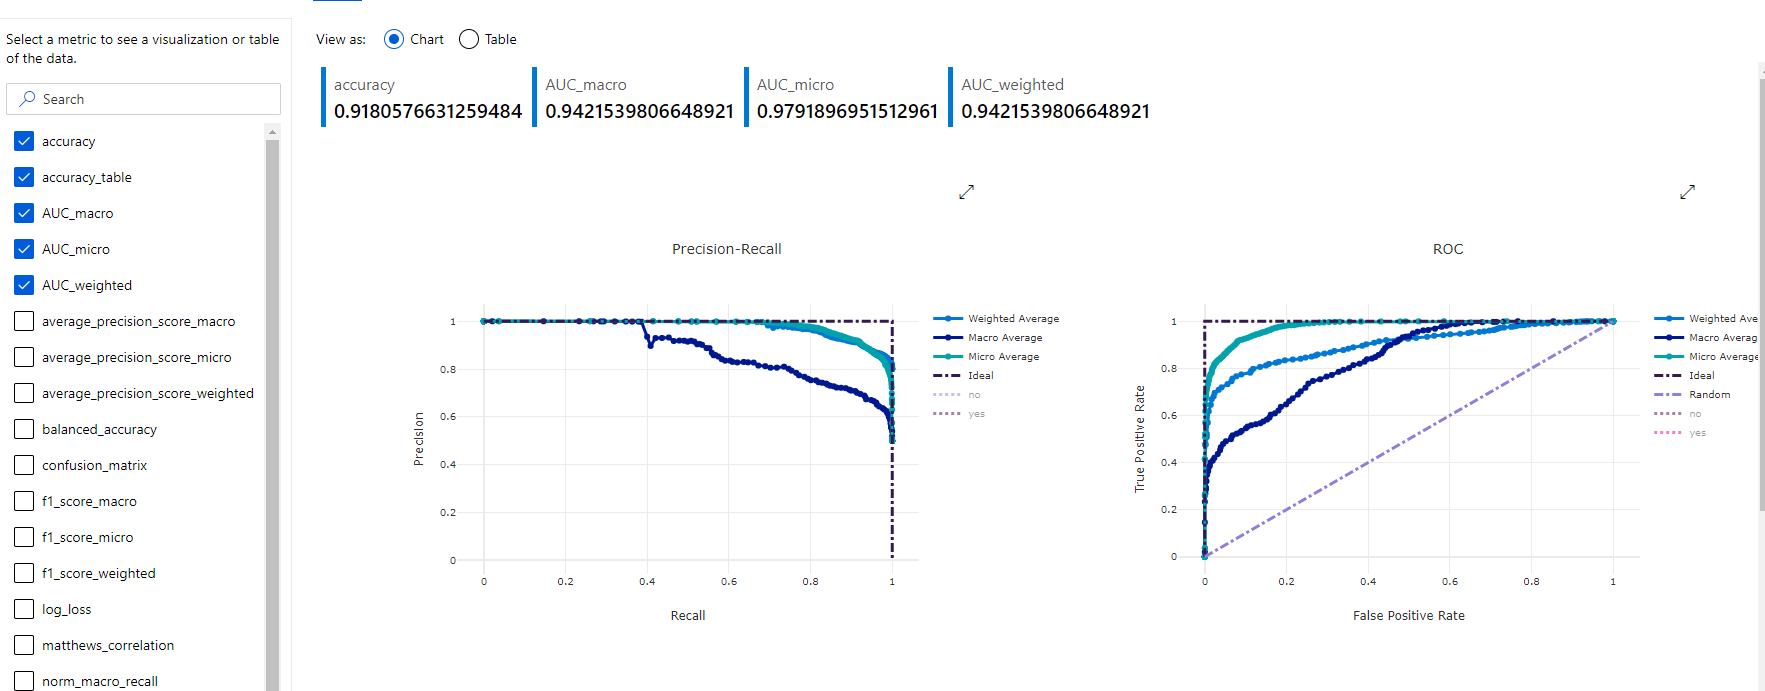 Select a metric to see a visualization or table
of the data.
Search
accuracy
accuracy_table
AUC_macro
AUC_micro
AUC_weighted
average_precision_score_macro
average_precision_score_micro
average_precision_score_weighted
balanced_accuracy
confusion_matrix
f1_score_macro
f1_score_micro
f1_score_weighted
log_loss
matthews_correlation
norm_macro_recall
View as: Chart Table
accuracy
0.9180576631259484
AUC_macro
0.9421539806648921
AUC_micro
0.9791896951512961
AUC_weighted
0.9421539806648921
Precision-Recall
Precision
1
0.8
0.6
0.4
0.2
0
0 0.2 0.4 0.6 0.8 1
Recall
Weighted Average
Macro Average
Micro Average
Ideal
no
yes
ROC
True Positive Rate
1
0.8
0.6
0.4
0.2
0
0 0.2 0.4 0.6 0.8 1
False Positive Rate
Weighted Ave
Macro Averag
Micro Average
Ideal
Random
no
yes